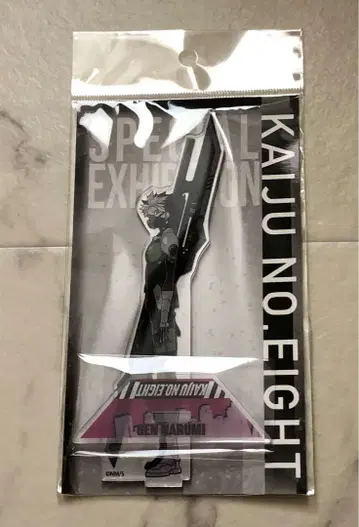 SPECIAL
EXHIBITION
KAIJU NO.EIGHT
KAIJU NO.EIGHT
GEN NARUMI